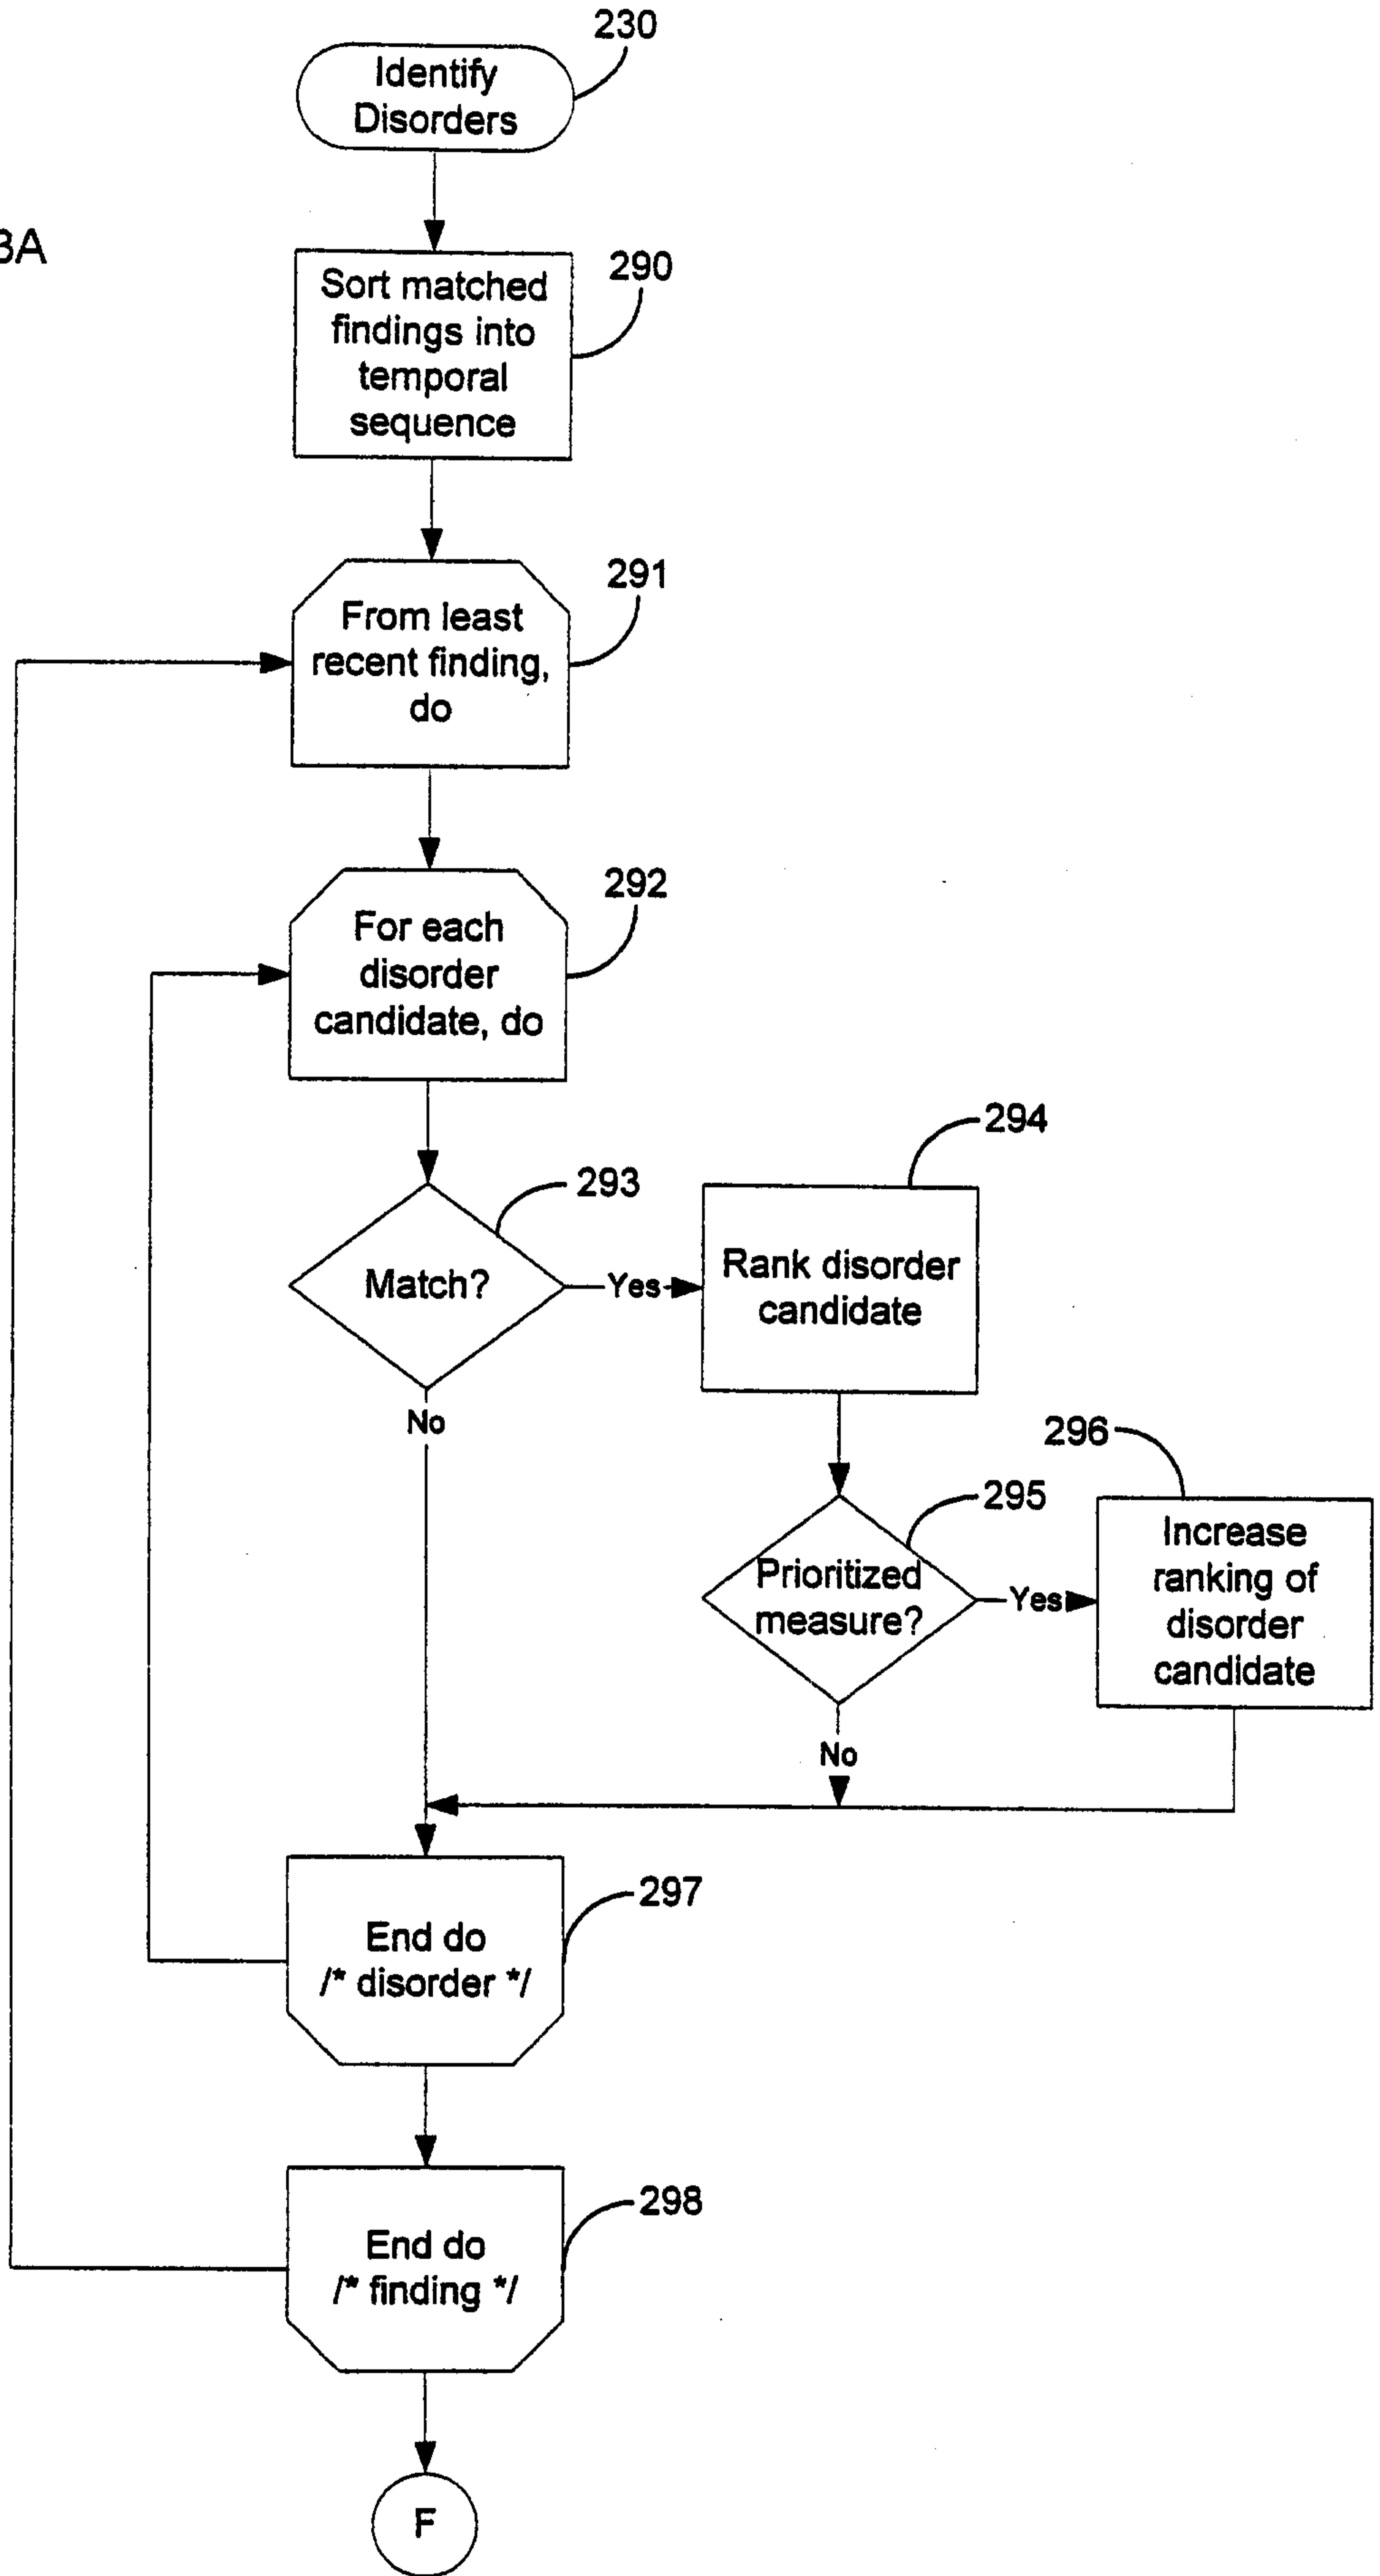 230
Identify
Disorders
3A
290
Sort matched
findings into
temporal
sequence
291
From least
recent finding,
do
292
For each
disorder
candidate, do
293
Match?
Yes
No
294
Rank disorder
candidate
295
Prioritized
measure?
Yes
No
296
Increase
ranking of
disorder
candidate
297
End do
/* disorder */
298
End do
/* finding */
F